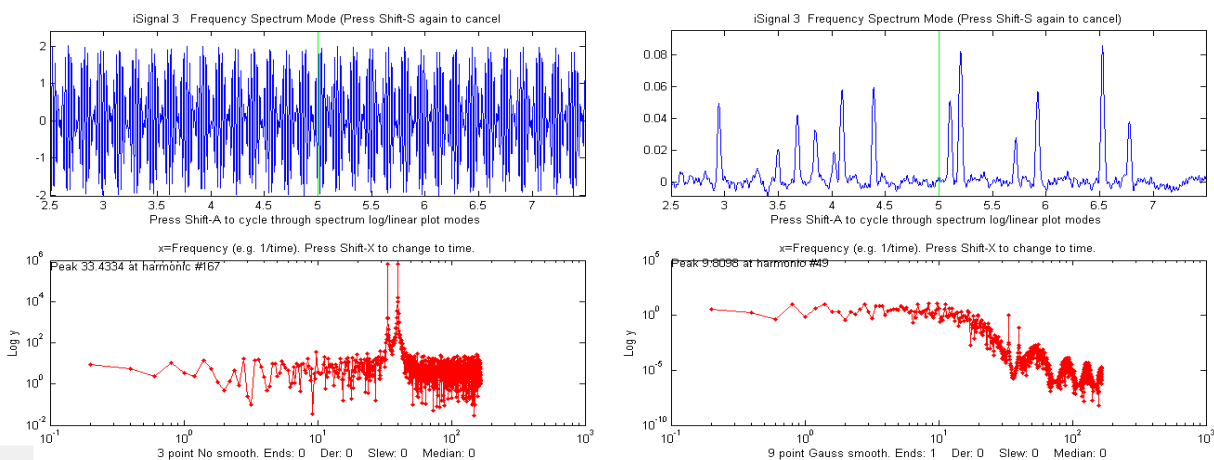 iSignal 3 Frequency Spectrum Mode (Press Shift-S again to cancel
2
1
0
-1
-2
2.5 3 3.5 4 4.5 5 5.5 6 6.5 7
Press Shift-A to cycle through spectrum log/linear plot modes
x=Frequency (e.g. 1/time). Press Shift-X to change to time.
Peak 33.4334 at harmonic #167
Log y
10^6
10^4
10^2
10^0
10^-2
10^-1 10^0 10^1 10^2 10^3
3 point No smooth. Ends: 0 Der: 0 Slew: 0 Median: 0
iSignal 3 Frequency Spectrum Mode (Press Shift-S again to cancel)
0.08
0.06
0.04
0.02
0
2.5 3 3.5 4 4.5 5 5.5 6 6.5 7
Press Shift-A to cycle through spectrum log/linear plot modes
x=Frequency (e.g. 1/time). Press Shift-X to change to time.
Peak 9.8098 at harmonic #49
Log y
10^5
10^0
10^-5
10^-10
10^-1 10^0 10^1 10^2 10^3
9 point Gauss smooth. Ends: 1 Der: 0 Slew: 0 Median: 0